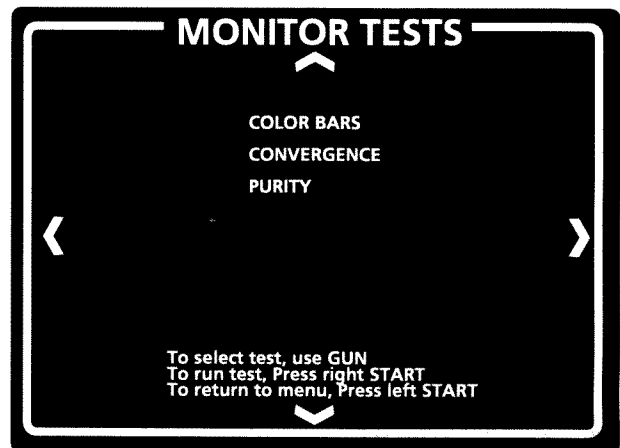 MONITOR TESTS
COLOR BARS
CONVERGENCE
PURITY
To select test, use GUN
To run test, Press right START
To return to menu, Press left START